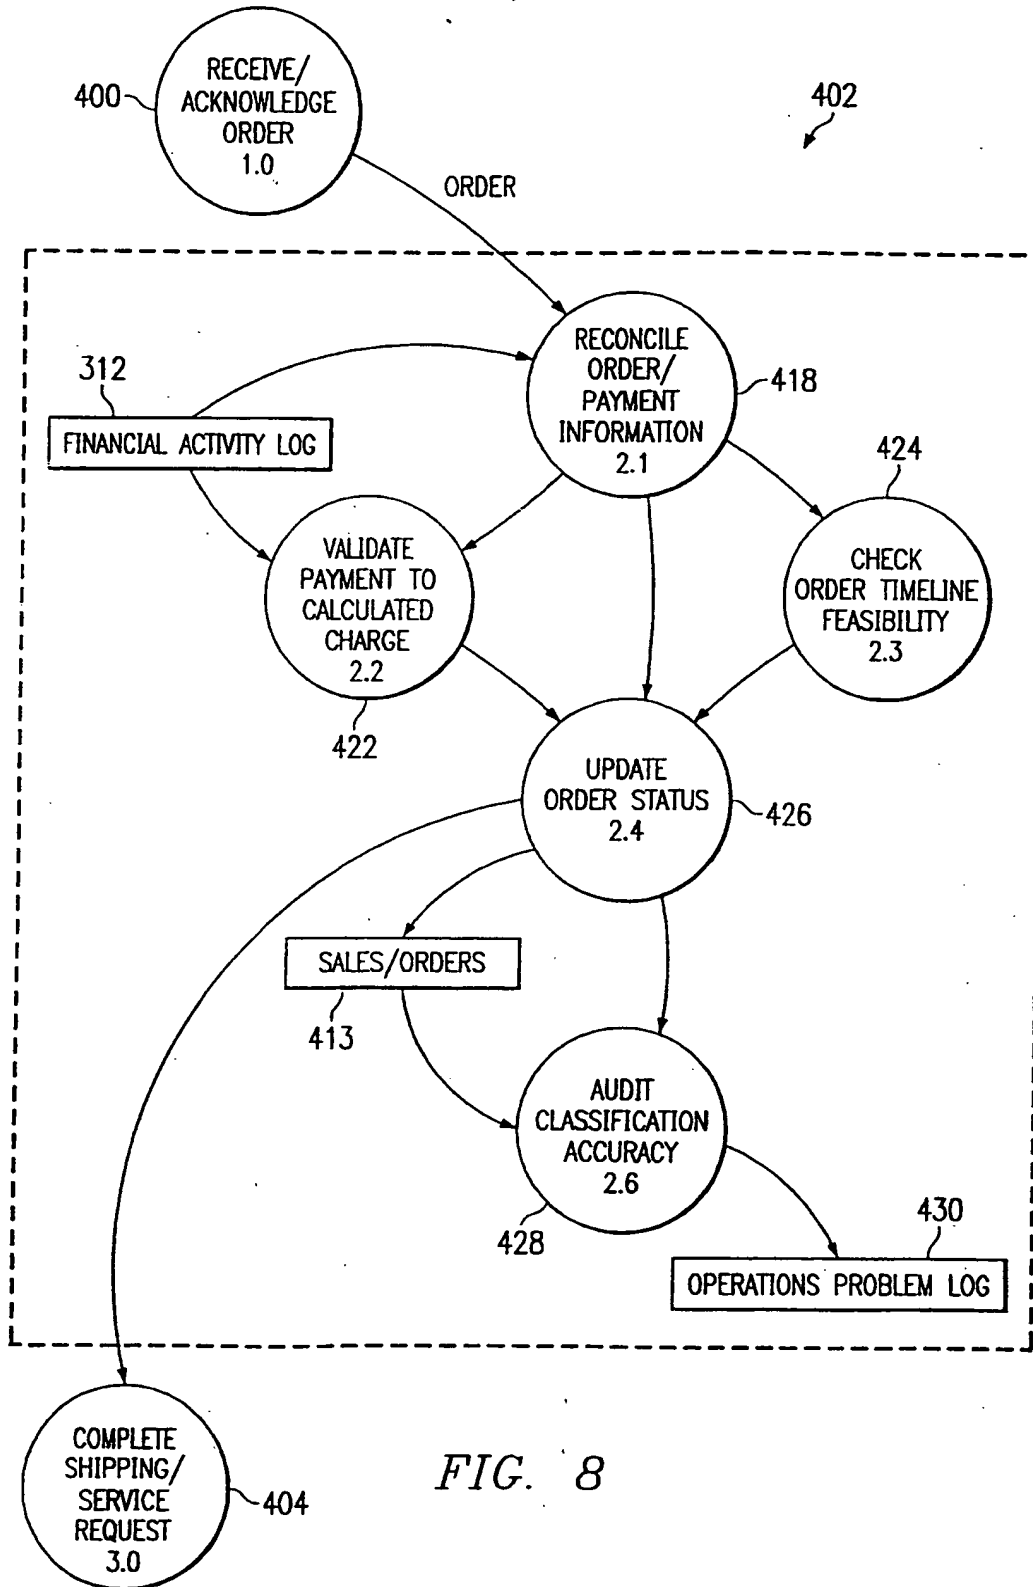 RECEIVE/
ACKNOWLEDGE
ORDER
1.0
400
402
ORDER
RECONCILE
ORDER/
PAYMENT
INFORMATION
2.1
418
312
FINANCIAL ACTIVITY LOG
424
VALIDATE
PAYMENT TO
CALCULATED
CHARGE
2.2
422
CHECK
ORDER TIMELINE
FEASIBILITY
2.3
UPDATE
ORDER STATUS
2.4
426
SALES/ORDERS
413
AUDIT
CLASSIFICATION
ACCURACY
2.6
428
430
OPERATIONS PROBLEM LOG
COMPLETE
SHIPPING/
SERVICE
REQUEST
3.0
404
FIG. 8